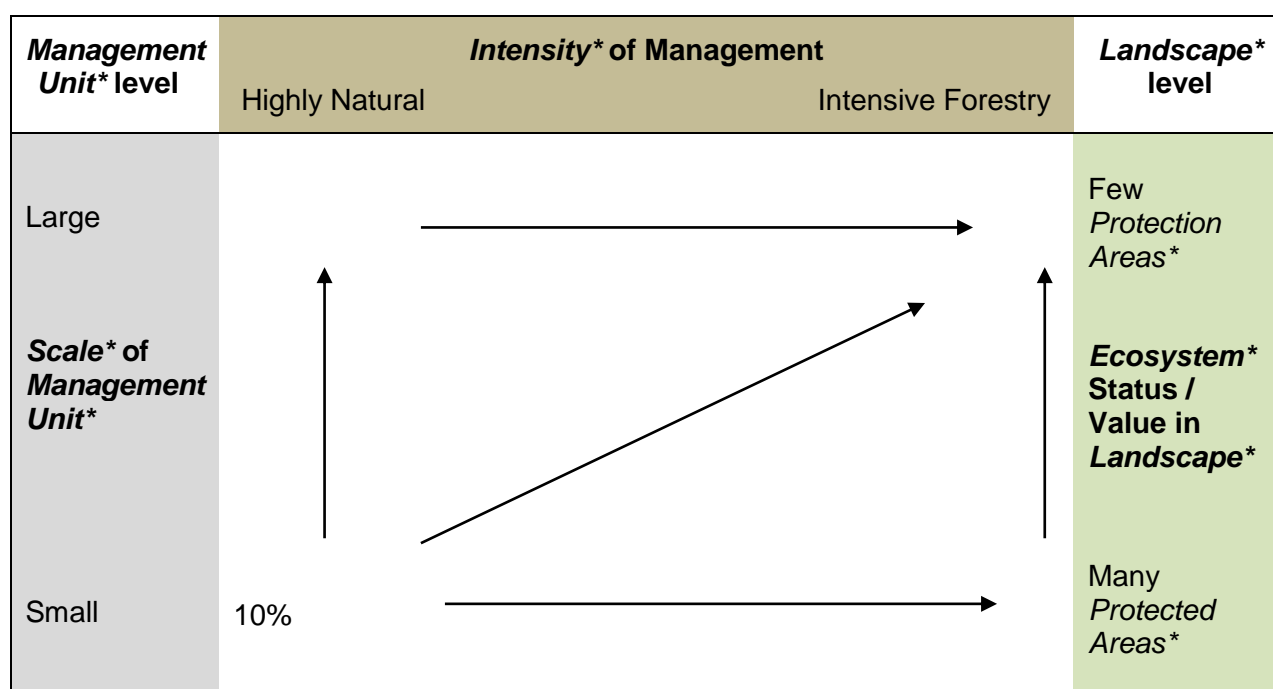 Management
Unit* level
Intensity* of Management
Highly Natural Intensive Forestry
Landscape*
level
Large
Few
Protection
Areas*
Scale* of
Management
Unit*
Ecosystem*
Status /
Value in
Landscape*
Small
10%
Many
Protected
Areas*